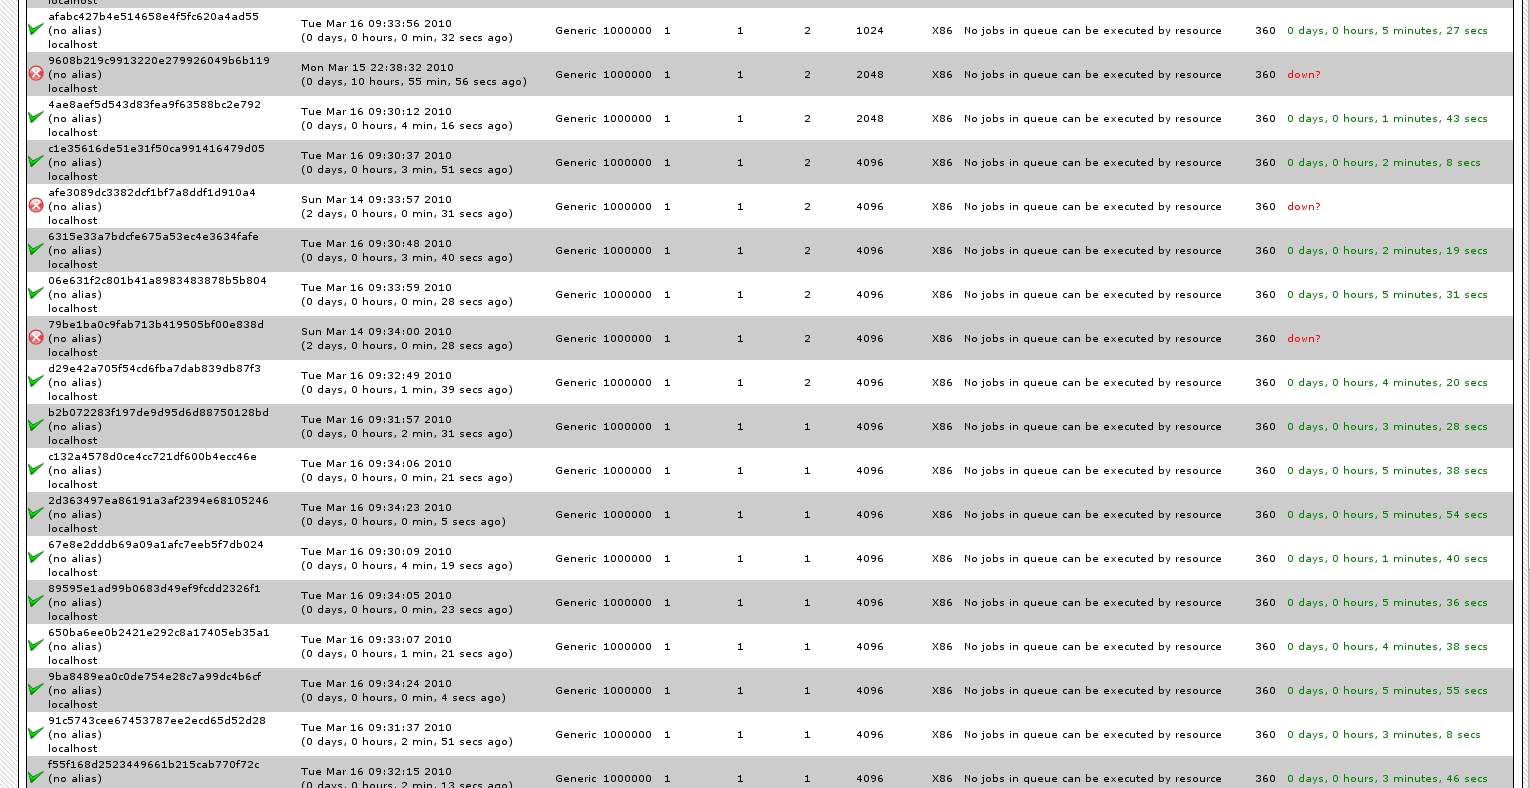 localhost
afabc427b4e514658e4f5fc620a4ad55
(no alias)
localhost
Tue Mar 16 09:33:56 2010
(0 days, 0 hours, 0 min, 32 secs ago)
Generic 1000000 1 1 2 1024 X86 No jobs in queue can be executed by resource 360 0 days, 0 hours, 5 minutes, 27 secs
9608b219c9913220e279926049b6b119
(no alias)
localhost
Mon Mar 15 22:38:32 2010
(0 days, 10 hours, 55 min, 56 secs ago)
Generic 1000000 1 1 2 2048 X86 No jobs in queue can be executed by resource 360 down?
4ae8aef5d543d83fea9f63588bc2e792
(no alias)
localhost
Tue Mar 16 09:30:12 2010
(0 days, 0 hours, 4 min, 16 secs ago)
Generic 1000000 1 1 2 2048 X86 No jobs in queue can be executed by resource 360 0 days, 0 hours, 1 minutes, 43 secs
c1e35616de51e31f50ca991416479d05
(no alias)
localhost
Tue Mar 16 09:30:37 2010
(0 days, 0 hours, 3 min, 51 secs ago)
Generic 1000000 1 1 2 4096 X86 No jobs in queue can be executed by resource 360 0 days, 0 hours, 2 minutes, 8 secs
afe3089dc3382dcf1bf7a8ddf1d910a4
(no alias)
localhost
Sun Mar 14 09:33:57 2010
(2 days, 0 hours, 0 min, 31 secs ago)
Generic 1000000 1 1 2 4096 X86 No jobs in queue can be executed by resource 360 down?
6315e33a7bdcfe675a53ec4e3634fafe
(no alias)
localhost
Tue Mar 16 09:30:48 2010
(0 days, 0 hours, 3 min, 40 secs ago)
Generic 1000000 1 1 2 4096 X86 No jobs in queue can be executed by resource 360 0 days, 0 hours, 2 minutes, 19 secs
06e631f2c801b41a8983483878b5b804
(no alias)
localhost
Tue Mar 16 09:33:59 2010
(0 days, 0 hours, 0 min, 28 secs ago)
Generic 1000000 1 1 2 4096 X86 No jobs in queue can be executed by resource 360 0 days, 0 hours, 5 minutes, 31 secs
79be1ba0c9fab713b419505bf00e838d
(no alias)
localhost
Sun Mar 14 09:34:00 2010
(2 days, 0 hours, 0 min, 28 secs ago)
Generic 1000000 1 1 2 4096 X86 No jobs in queue can be executed by resource 360 down?
d29e42a705f54cd6fba7dab839db87f3
(no alias)
localhost
Tue Mar 16 09:32:49 2010
(0 days, 0 hours, 1 min, 39 secs ago)
Generic 1000000 1 1 2 4096 X86 No jobs in queue can be executed by resource 360 0 days, 0 hours, 4 minutes, 20 secs
b2b072283f197de9d95d6d88750128bd
(no alias)
localhost
Tue Mar 16 09:31:57 2010
(0 days, 0 hours, 2 min, 31 secs ago)
Generic 1000000 1 1 1 4096 X86 No jobs in queue can be executed by resource 360 0 days, 0 hours, 3 minutes, 28 secs
c132a4578d0ce4cc721df600b4ecc46e
(no alias)
localhost
Tue Mar 16 09:34:06 2010
(0 days, 0 hours, 0 min, 21 secs ago)
Generic 1000000 1 1 1 4096 X86 No jobs in queue can be executed by resource 360 0 days, 0 hours, 5 minutes, 38 secs
2d363497ea86191a3af2394e68105246
(no alias)
localhost
Tue Mar 16 09:34:23 2010
(0 days, 0 hours, 0 min, 5 secs ago)
Generic 1000000 1 1 1 4096 X86 No jobs in queue can be executed by resource 360 0 days, 0 hours, 5 minutes, 54 secs
67e8e2dddb69a09a1afc7eeb5f7db024
(no alias)
localhost
Tue Mar 16 09:30:09 2010
(0 days, 0 hours, 4 min, 19 secs ago)
Generic 1000000 1 1 1 4096 X86 No jobs in queue can be executed by resource 360 0 days, 0 hours, 1 minutes, 40 secs
89595e1ad99b0683d49ef9fcdd2326f1
(no alias)
localhost
Tue Mar 16 09:34:05 2010
(0 days, 0 hours, 0 min, 23 secs ago)
Generic 1000000 1 1 1 4096 X86 No jobs in queue can be executed by resource 360 0 days, 0 hours, 5 minutes, 36 secs
650ba6ee0b2421e292c8a17405eb35a1
(no alias)
localhost
Tue Mar 16 09:33:07 2010
(0 days, 0 hours, 1 min, 21 secs ago)
Generic 1000000 1 1 1 4096 X86 No jobs in queue can be executed by resource 360 0 days, 0 hours, 4 minutes, 38 secs
9ba8489ea0c0de754e28c7a99dc4b6cf
(no alias)
localhost
Tue Mar 16 09:34:24 2010
(0 days, 0 hours, 0 min, 4 secs ago)
Generic 1000000 1 1 1 4096 X86 No jobs in queue can be executed by resource 360 0 days, 0 hours, 5 minutes, 55 secs
91c5743cee67453787ee2ecd65d52d28
(no alias)
localhost
Tue Mar 16 09:31:37 2010
(0 days, 0 hours, 2 min, 51 secs ago)
Generic 1000000 1 1 1 4096 X86 No jobs in queue can be executed by resource 360 0 days, 0 hours, 3 minutes, 8 secs
f55f168d2523449661b215cab770f72c
(no alias)
Tue Mar 16 09:32:15 2010
(0 days, 0 hours, 2 min, 13 secs ago)
Generic 1000000 1 1 1 4096 X86 No jobs in queue can be executed by resource 360 0 days, 0 hours, 3 minutes, 46 secs